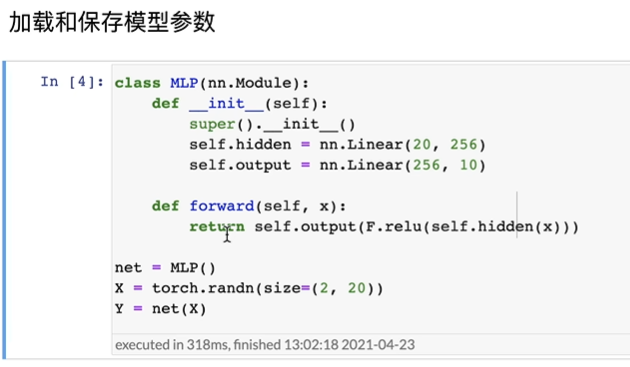 加载和保存模型参数
In [4]: class MLP(nn.Module):
def __init__(self):
super().__init__()
self.hidden = nn.Linear(20, 256)
self.output = nn.Linear(256, 10)
def forward(self, x):
return self.output(F.relu(self.hidden(x)))
net = MLP()
X = torch.randn(size=(2, 20))
Y = net(X)
executed in 318ms, finished 13:02:18 2021-04-23